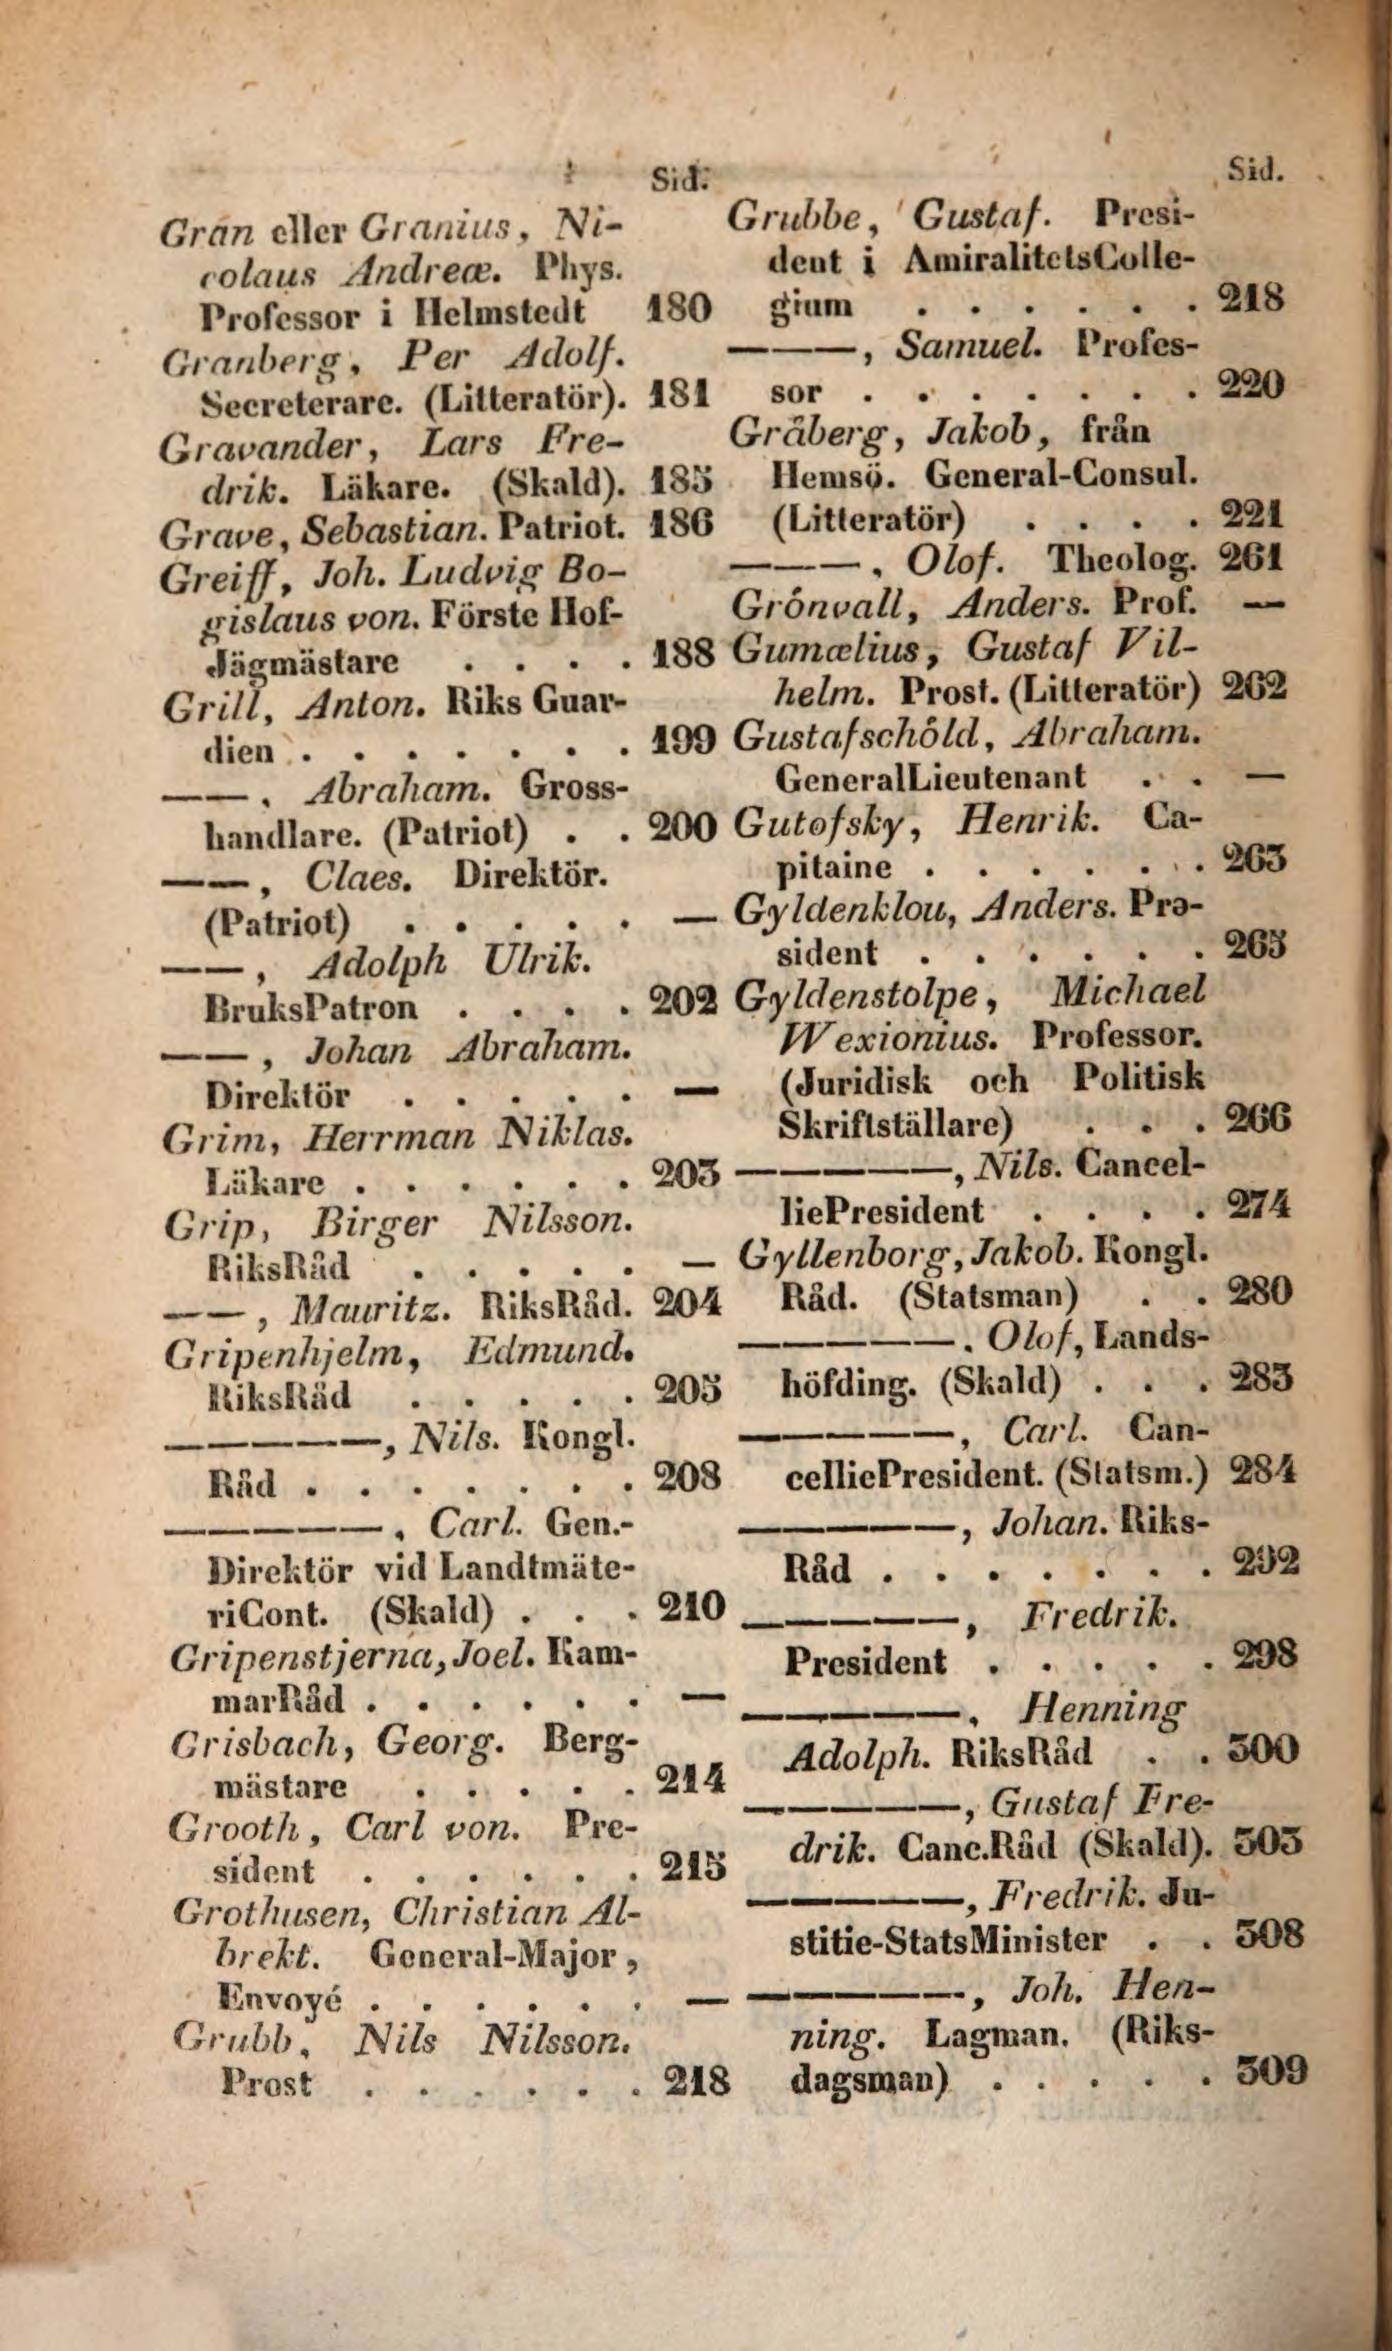 Sid.
Gran eller Granius, Ni-
colaus Andreæ. Phys.
Professor i Helmstedt 180
Granberg, Per Adolf.
Secreterare. (Litteratör). 181
Gravander, Lars Fre-
drik. Läkare. (Skald). 185
Grave, Sebastian. Patriot. 186
Greiff, Joh. Ludvig Bo-
gislaus von. Förste Hof-
Jägmästare . . . . 188
Grill, Anton. Riks Guar-
dien . . . . . . . 199
———, Abraham. Gross-
handlare. (Patriot) . . 200
———, Claes. Direktör.
(Patriot) . . . . . —
———, Adolph Ulrik.
BruksPatron . . . . 202
———, Johan Abraham.
Direktör . . . . . —
Grim, Herrman Niklas.
Läkare . . . . . . 203
Grip, Birger Nilsson.
RiksRåd . . . . . —
———, Mauritz. RiksRåd. 204
Gripenhjelm, Edmund.
RiksRåd . . . . . 205
—————, Nils. Kongl.
Råd . . . . . . . 208
—————, Carl. Gen.-
Direktör vid Landtmäte-
riCont. (Skald) . . . 210
Gripenstjerna, Joel. Kam-
marRåd . . . . . . —
Grisbach, Georg. Berg-
mästare . . . . . 214
Grooth, Carl von. Pre-
sident . . . . . . 215
Grothusen, Christian Al-
brekt. General-Major,
Envoyé . . . . . . —
Grubb, Nils Nilsson.
Prost . . . . . . 218
Sid.
Grubbe, Gustaf. Presi-
dent i AmiralitetsColle-
gium . . . . . . 218
———, Samuel. Profes-
sor . . . . . . . 220
Gråberg, Jakob, från
Hemsö. General-Consul.
(Litteratör) . . . . 221
———, Olof. Theolog. 261
Grönvall, Anders. Prof. —
Gumælius, Gustaf Vil-
helm. Prost. (Litteratör) 262
Gustafschöld, Abraham.
GeneralLieutenant . . —
Gutofsky, Henrik. Ca-
pitaine . . . . . . 263
Gyldenklou, Anders. Pre-
sident . . . . . . 265
Gyldenstolpe, Michael
Wexionius. Professor.
(Juridisk och Politisk
Skriftställare) . . . 266
—————, Nils. Cancel-
liePresident . . . . 274
Gyllenborg, Jakob. Kongl.
Råd. (Statsman) . . 280
—————, Olof, Lands-
höfding. (Skald) . . . 283
—————, Carl. Can-
celliePresident. (Statsm.) 284
—————, Johan. Riks-
Råd . . . . . . . 292
—————, Fredrik.
President . . . . . 298
—————, Henning
Adolph. RiksRåd . . 300
—————, Gustaf Fre-
drik. Canc.Råd (Skald). 303
—————, Fredrik. Ju-
stitie-StatsMinister . . 308
—————, Joh. Hen-
ning. Lagman. (Riks-
dagsman) . . . . . 309